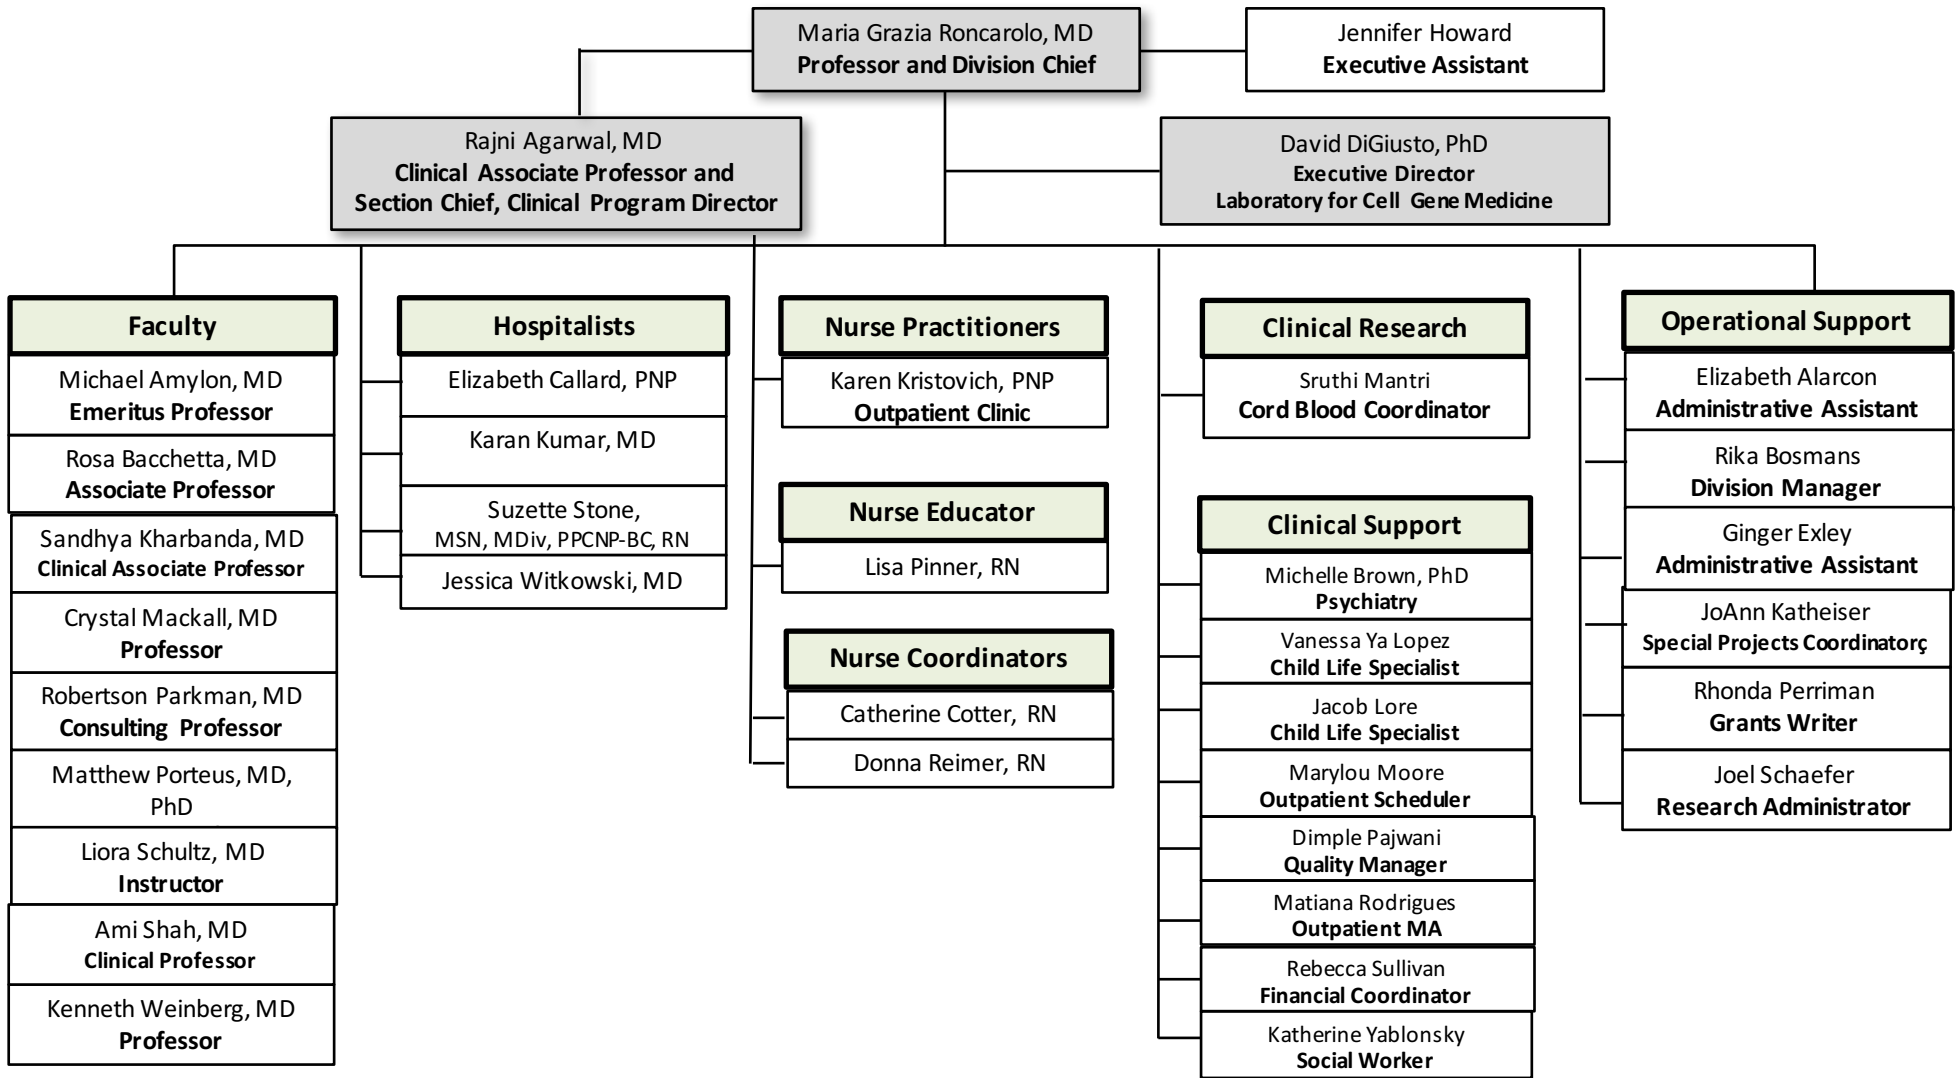 Maria Grazia Roncarolo, MD
Professor and Division Chief
Jennifer Howard
Executive Assistant
Rajni Agarwal, MD
Clinical Associate Professor and
Section Chief, Clinical Program Director
David DiGiusto, PhD
Executive Director
Laboratory for Cell Gene Medicine
Faculty
Michael Amylon, MD
Emeritus Professor
Rosa Bacchetta, MD
Associate Professor
Sandhya Kharbanda, MD
Clinical Associate Professor
Crystal Mackall, MD
Professor
Robertson Parkman, MD
Consulting Professor
Matthew Porteus, MD,
PhD
Liora Schultz, MD
Instructor
Ami Shah, MD
Clinical Professor
Kenneth Weinberg, MD
Professor
Hospitalists
Elizabeth Callard, PNP
Karan Kumar, MD
Suzette Stone,
MSN, MDiv, PPCNP-BC, RN
Jessica Witkowski, MD
Nurse Practitioners
Karen Kristovich, PNP
Outpatient Clinic
Nurse Educator
Lisa Pinner, RN
Nurse Coordinators
Catherine Cotter, RN
Donna Reimer, RN
Clinical Research
Sruthi Mantri
Cord Blood Coordinator
Clinical Support
Michelle Brown, PhD
Psychiatry
Vanessa Ya Lopez
Child Life Specialist
Jacob Lore
Child Life Specialist
Marylou Moore
Outpatient Scheduler
Dimple Pajwani
Quality Manager
Matiana Rodrigues
Outpatient MA
Rebecca Sullivan
Financial Coordinator
Katherine Yablonsky
Social Worker
Operational Support
Elizabeth Alarcon
Administrative Assistant
Rika Bosmans
Division Manager
Ginger Exley
Administrative Assistant
JoAnn Katheiser
Special Projects Coordinatorç
Rhonda Perriman
Grants Writer
Joel Schaefer
Research Administrator